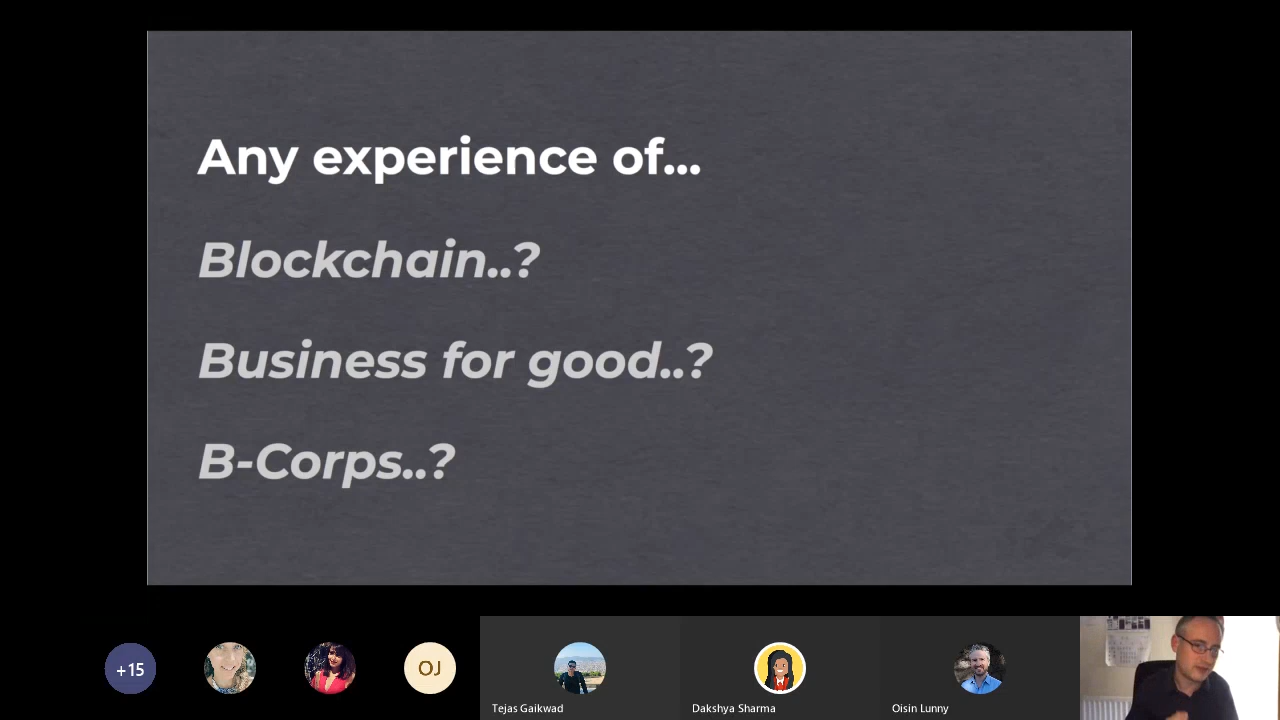 Any experience of...
Blockchain..?
Business for good..?
B-Corps..?
+15
OJ
Tejas Gaikwad
Dakshya Sharma
Oisin Lunny